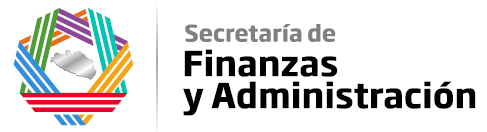 Secretaría de
Finanzas
y Administración